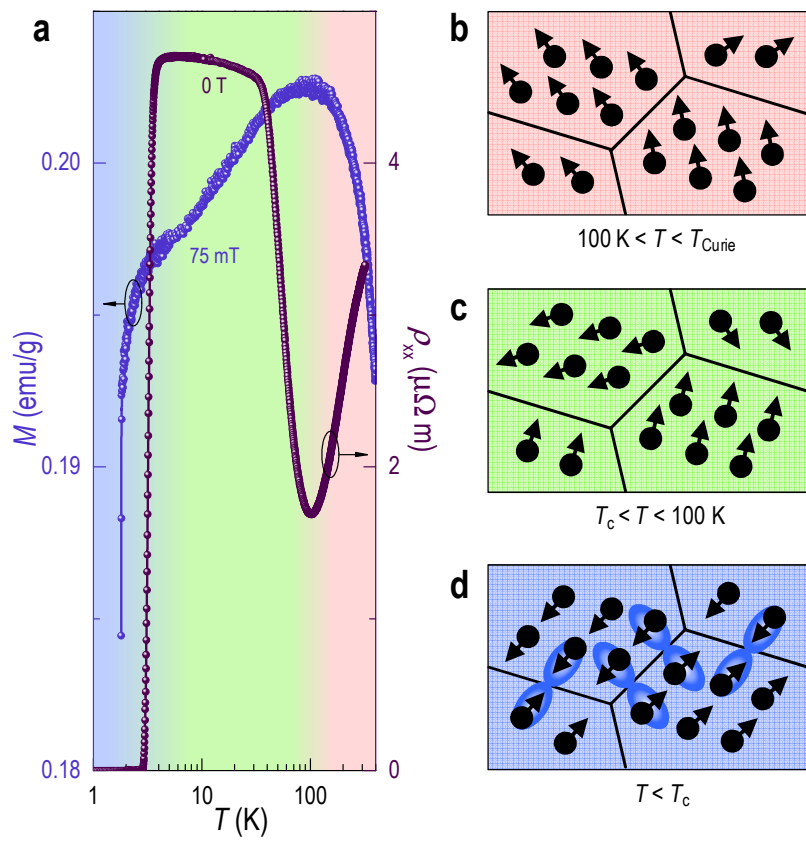 a
0 T
75 mT
0.20
0.19
0.18
M (emu/g)
4
2
0
ρxx (μΩ m)
1
10
100
T (K)
b
100 K < T < TCurie
c
Tc < T < 100 K
d
T < Tc